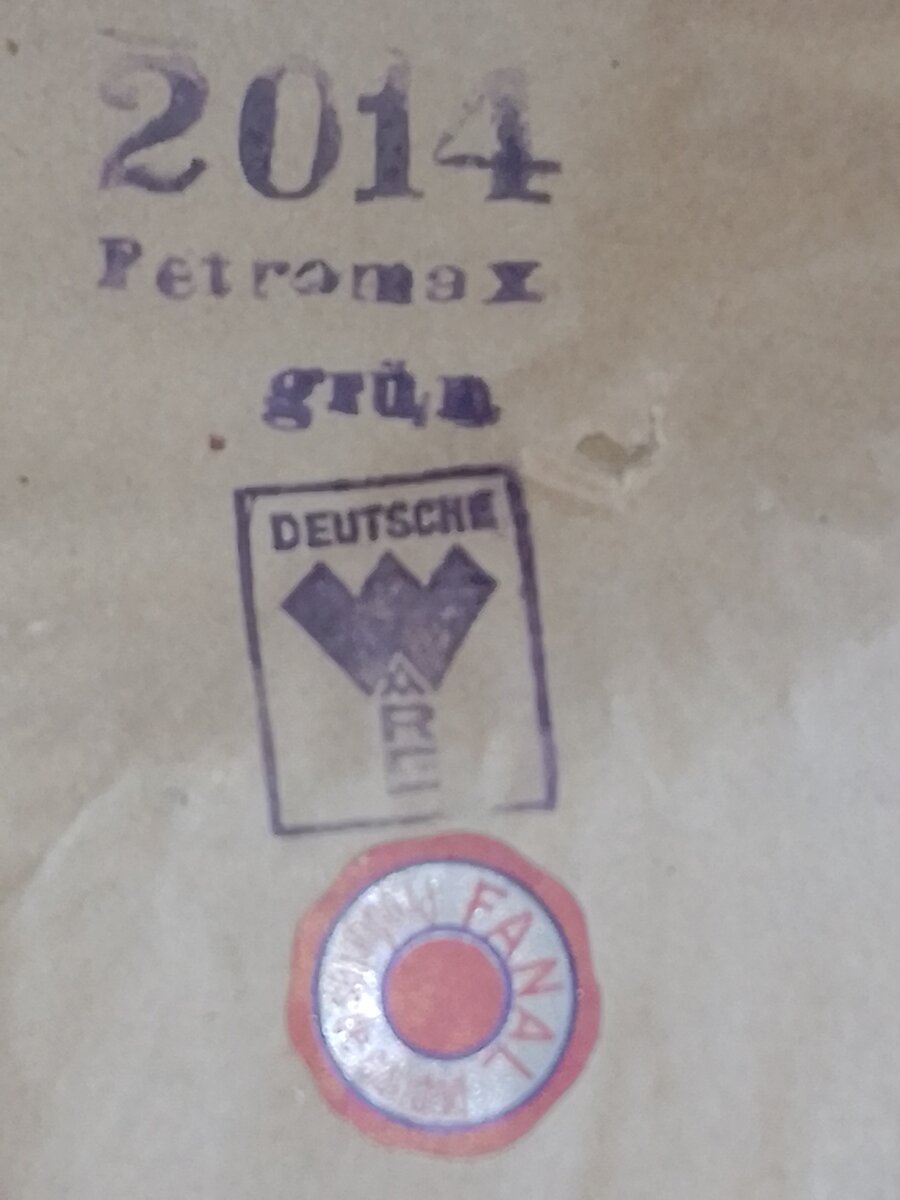 2014
Petromax
grün
DEUTSCHE
WARE
FANAL